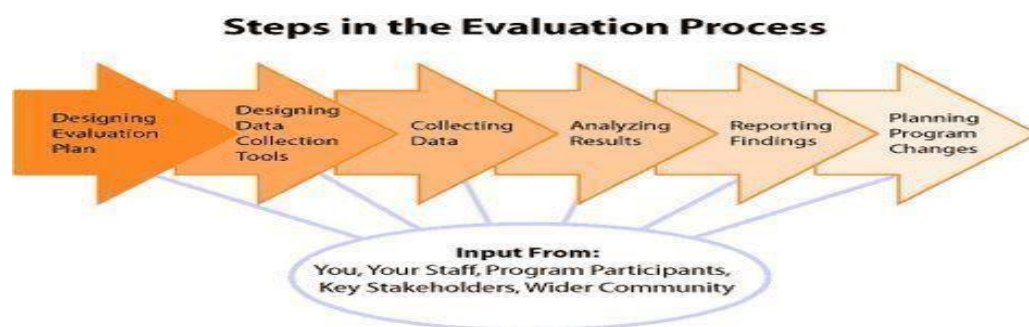 Steps in the Evaluation Process
Designing
Evaluation
Plan
Designing
Data
Collection
Tools
Collecting
Data
Analyzing
Results
Reporting
Findings
Planning
Program
Changes
Input From:
You, Your Staff, Program Participants,
Key Stakeholders, Wider Community